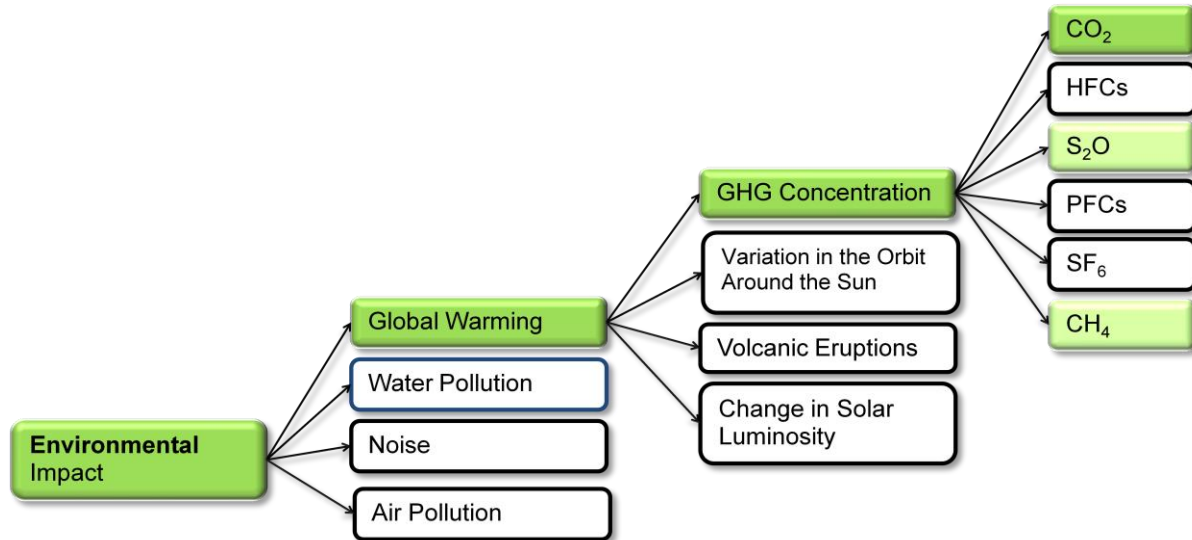 CO₂
HFCs
S₂O
GHG Concentration
PFCs
Variation in the Orbit
Around the Sun
SF₆
Global Warming
CH₄
Volcanic Eruptions
Water Pollution
Change in Solar
Luminosity
Environmental
Impact
Noise
Air Pollution